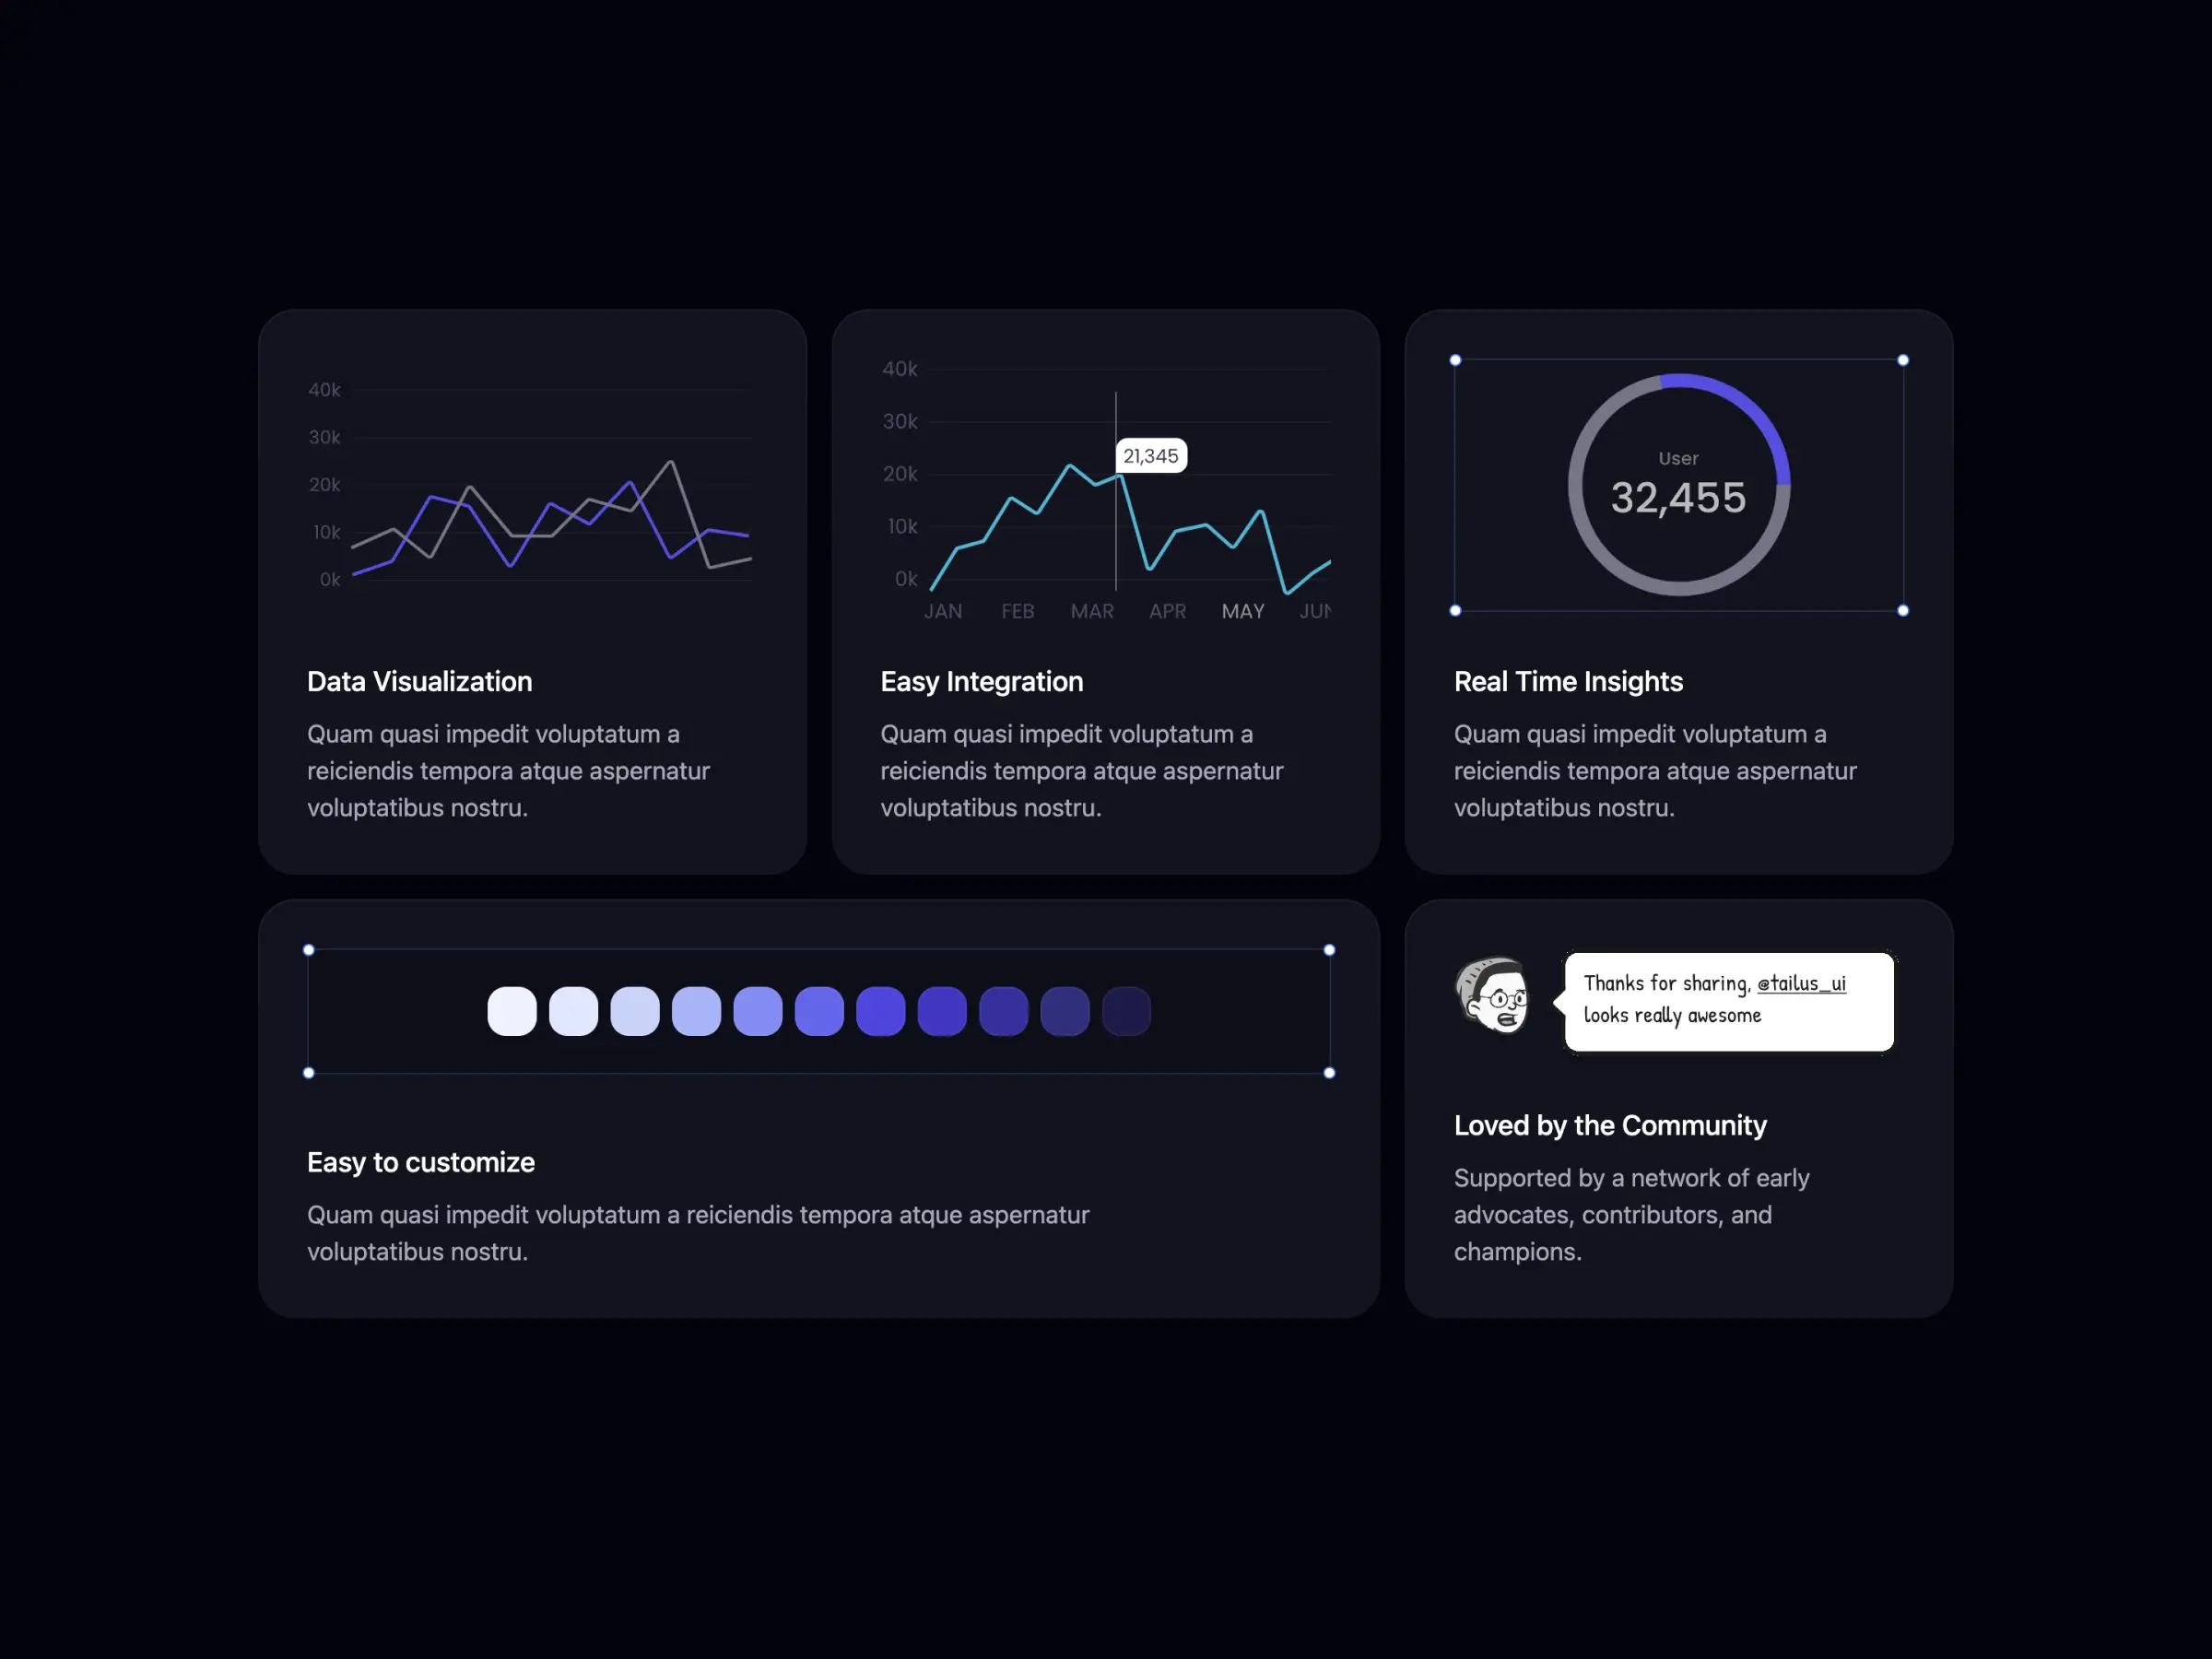 40k
30k
20k
10k
0k
Data Visualization
Quam quasi impedit voluptatum a
reiciendis tempora atque aspernatur
voluptatibus nostru.
40k
30k
21,345
20k
10k
0k
JAN FEB MAR APR MAY JUN
Easy Integration
Quam quasi impedit voluptatum a
reiciendis tempora atque aspernatur
voluptatibus nostru.
User
32,455
Real Time Insights
Quam quasi impedit voluptatum a
reiciendis tempora atque aspernatur
voluptatibus nostru.
Easy to customize
Quam quasi impedit voluptatum a reiciendis tempora atque aspernatur
voluptatibus nostru.
Thanks for sharing, @tailus_ui
looks really awesome
Loved by the Community
Supported by a network of early
advocates, contributors, and
champions.